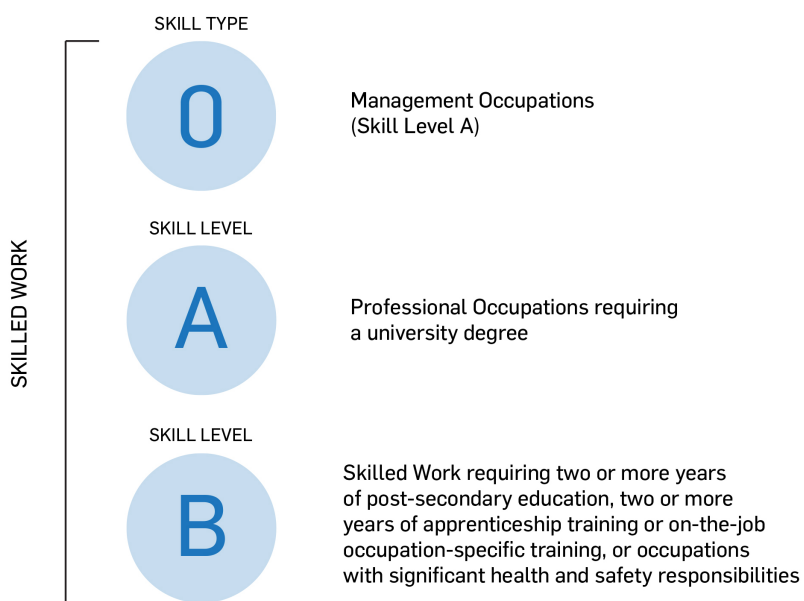 SKILL TYPE
0
Management Occupations
(Skill Level A)
SKILL LEVEL
A
Professional Occupations requiring
a university degree
SKILLED WORK
SKILL LEVEL
B
Skilled Work requiring two or more years
of post-secondary education, two or more
years of apprenticeship training or on-the-job
occupation-specific training, or occupations
with significant health and safety responsibilities